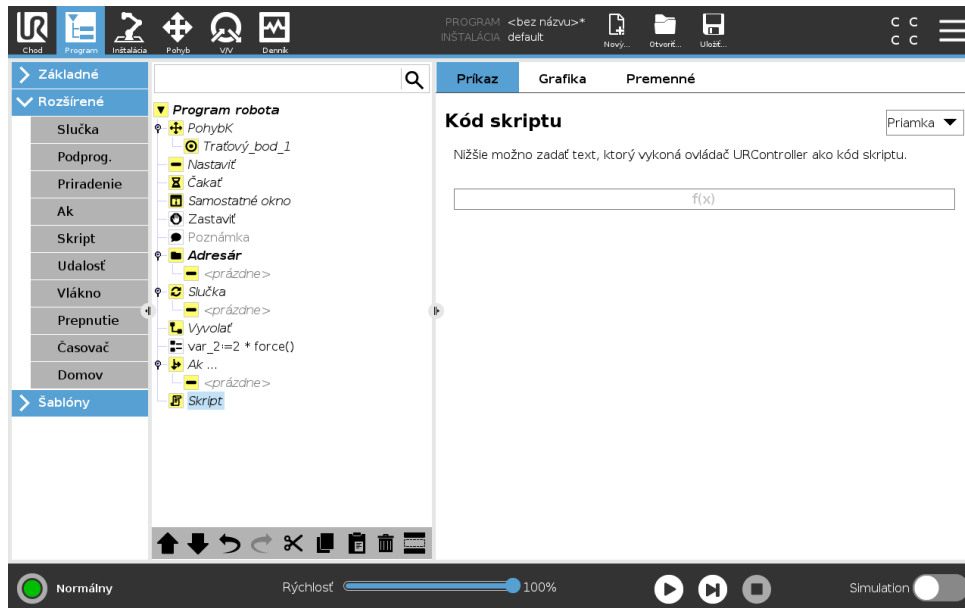 PROGRAM <bez názvu>*
INŠTALÁCIA default
Chod Program Inštalácia Pohyb V/V Denník Nový... Otvoriť... Uložiť...
C C
C C
Základné
Rozšírené
Slučka
Podprog.
Priradenie
Ak
Skript
Udalosť
Vlákno
Prepnutie
Časovač
Domov
Šablóny
Program robota
PohybK
Traťový_bod_1
Nastaviť
Čakať
Samostatné okno
Zastaviť
Poznámka
Adresár
<prázdne>
Slučka
<prázdne>
Vyvolať
var_2≔2 * force()
Ak ...
<prázdne>
Skript
Príkaz Grafika Premenné
Kód skriptu Priamka
Nižšie možno zadať text, ktorý vykoná ovládač URController ako kód skriptu.
f(x)
Normálny Rýchlosť 100% Simulation